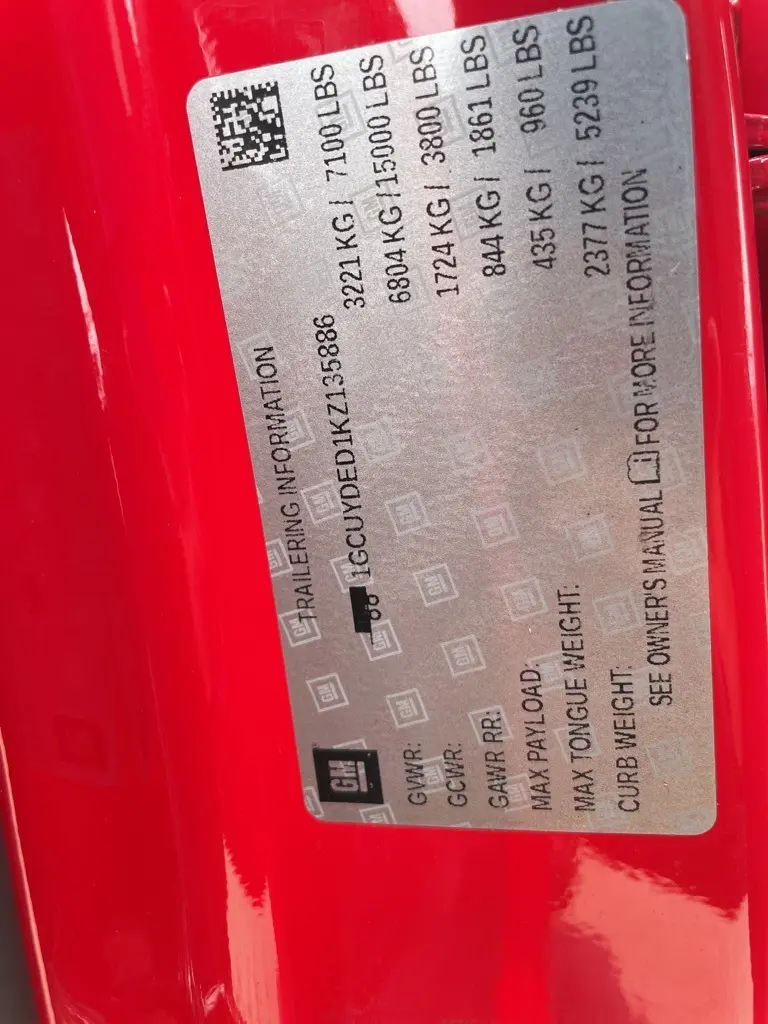 TRAILERING INFORMATION
GM
1GCUYDED1KZ135886
GVWR: 3221 KG / 7100 LBS
GCWR: 6804 KG / 15000 LBS
GAWR RR: 1724 KG / 3800 LBS
MAX PAYLOAD: 844 KG / 1861 LBS
MAX TONGUE WEIGHT: 435 KG / 960 LBS
CURB WEIGHT: 2377 KG / 5239 LBS
SEE OWNER'S MANUAL FOR MORE INFORMATION